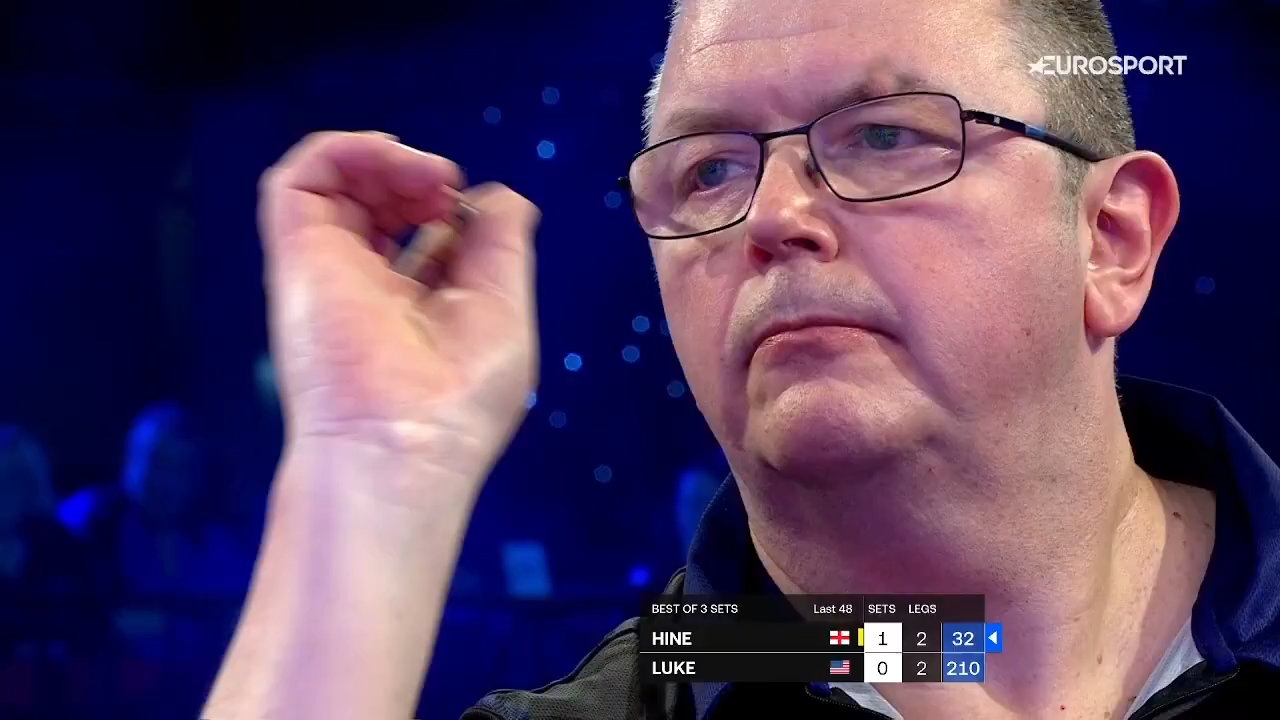 EUROSPORT
BEST OF 3 SETS Last 48 SETS LEGS
HINE 1 2 32
LUKE 0 2 210